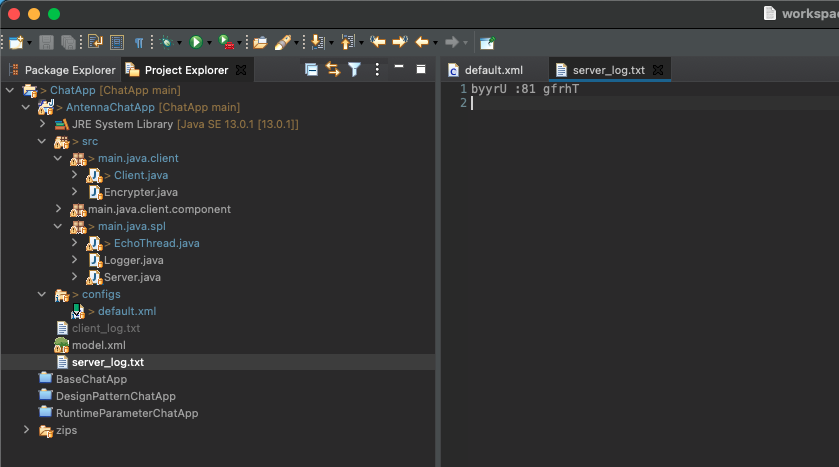 workspac
Package Explorer
Project Explorer
default.xml
server_log.txt
> ChatApp [ChatApp main]
> AntennaChatApp [ChatApp main]
JRE System Library [Java SE 13.0.1 [13.0.1]]
> src
> main.java.client
> Client.java
Encrypter.java
main.java.client.component
> main.java.spl
> EchoThread.java
Logger.java
Server.java
> configs
> default.xml
client_log.txt
model.xml
server_log.txt
BaseChatApp
DesignPatternChatApp
RuntimeParameterChatApp
zips
1 byyrU :81 gfrhT
2